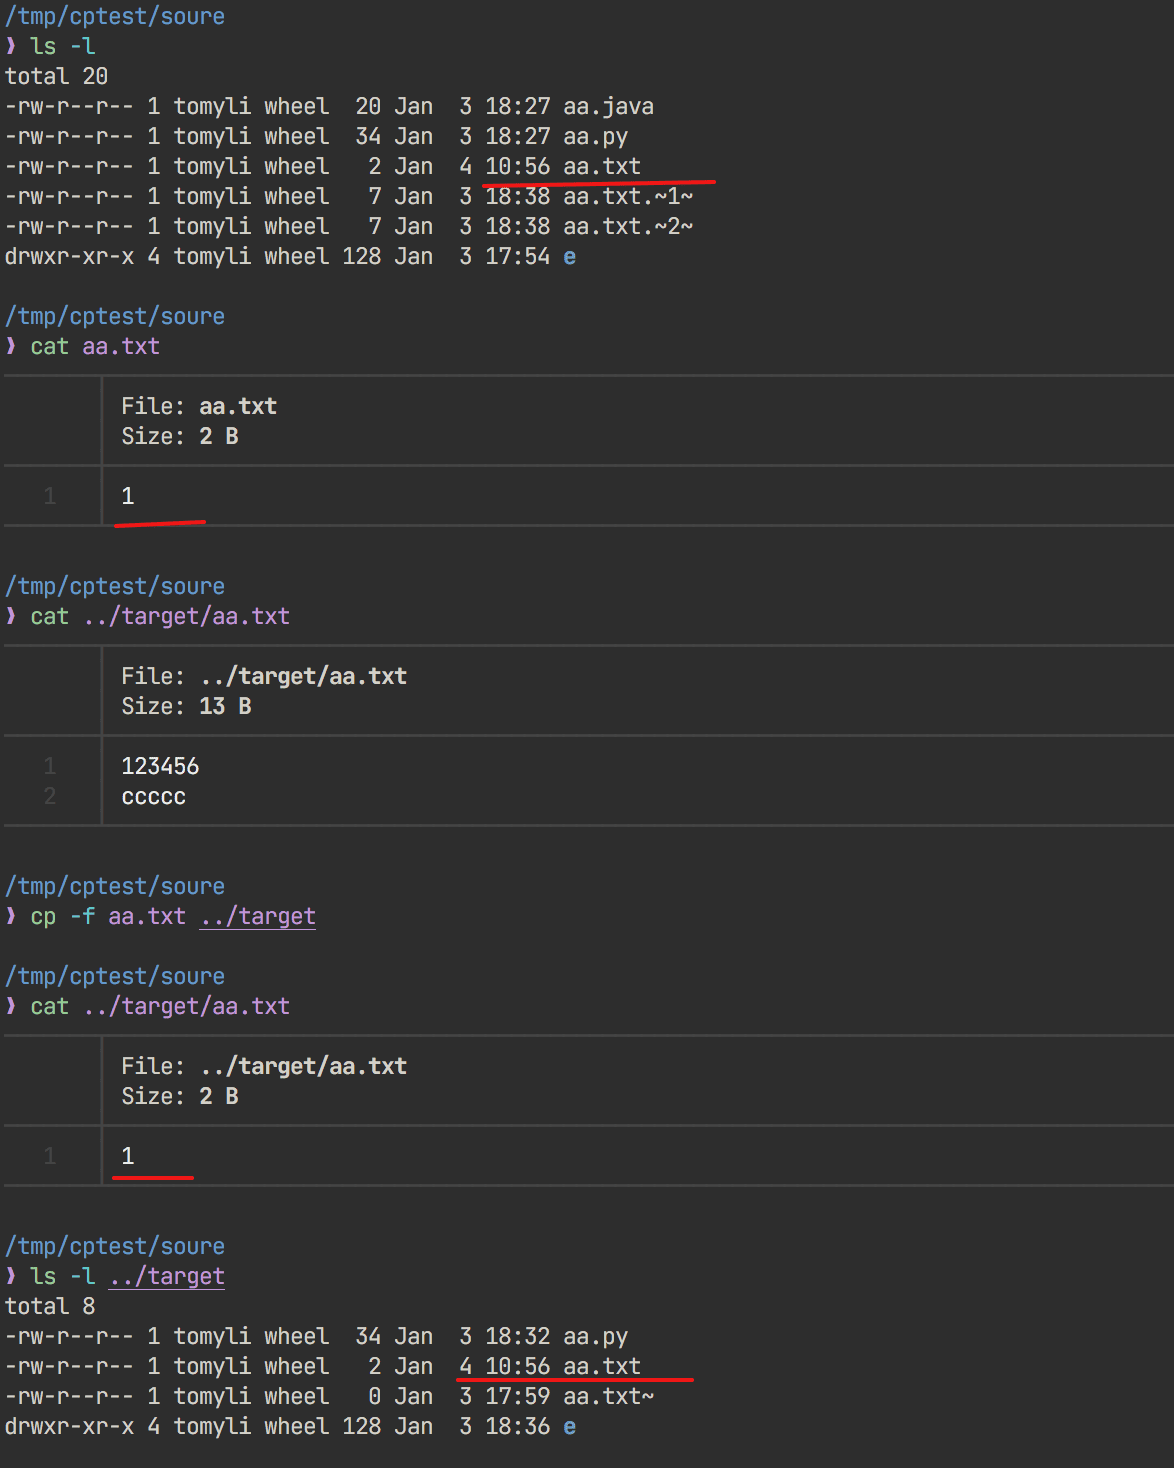 /tmp/cptest/soure
❯ ls -l
total 20
-rw-r--r-- 1 tomyli wheel  20 Jan  3 18:27 aa.java
-rw-r--r-- 1 tomyli wheel  34 Jan  3 18:27 aa.py
-rw-r--r-- 1 tomyli wheel   2 Jan  4 10:56 aa.txt
-rw-r--r-- 1 tomyli wheel   7 Jan  3 18:38 aa.txt.~1~
-rw-r--r-- 1 tomyli wheel   7 Jan  3 18:38 aa.txt.~2~
drwxr-xr-x 4 tomyli wheel 128 Jan  3 17:54 e
/tmp/cptest/soure
❯ cat aa.txt
File: aa.txt
Size: 2 B
1 1
/tmp/cptest/soure
❯ cat ../target/aa.txt
File: ../target/aa.txt
Size: 13 B
1 123456
2 ccccc
/tmp/cptest/soure
❯ cp -f aa.txt ../target
/tmp/cptest/soure
❯ cat ../target/aa.txt
File: ../target/aa.txt
Size: 2 B
1 1
/tmp/cptest/soure
❯ ls -l ../target
total 8
-rw-r--r-- 1 tomyli wheel  34 Jan  3 18:32 aa.py
-rw-r--r-- 1 tomyli wheel   2 Jan  4 10:56 aa.txt
-rw-r--r-- 1 tomyli wheel   0 Jan  3 17:59 aa.txt~
drwxr-xr-x 4 tomyli wheel 128 Jan  3 18:36 e